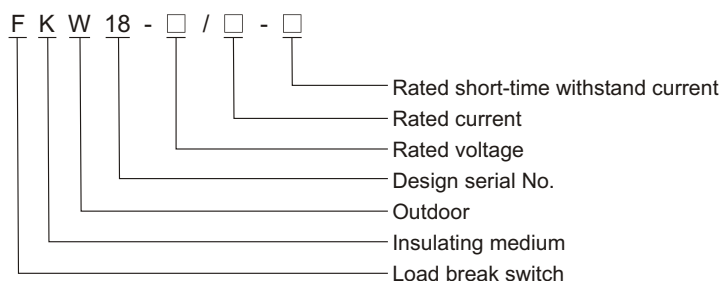 F K W 18 - □ / □ - □
Rated short-time withstand current
Rated current
Rated voltage
Design serial No.
Outdoor
Insulating medium
Load break switch